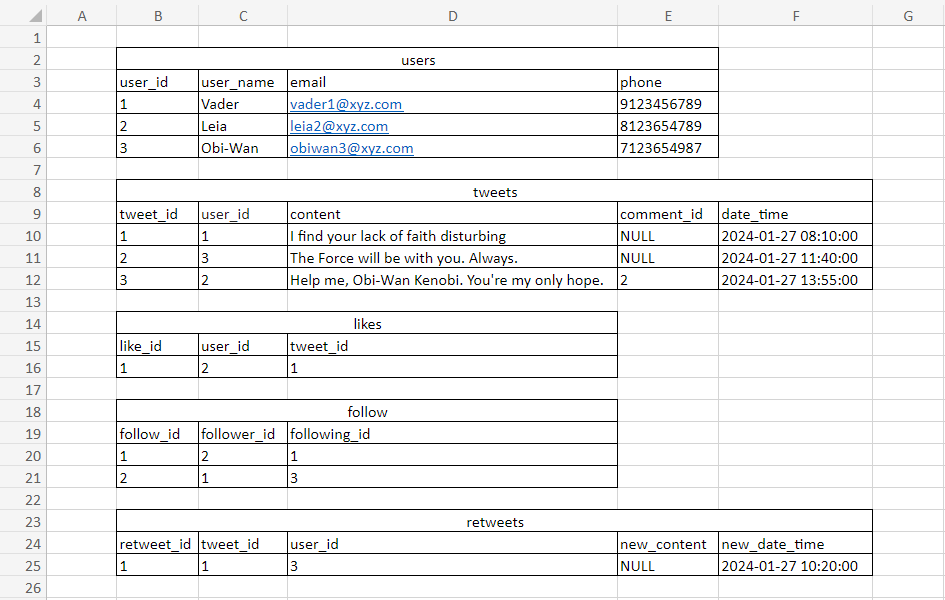 A B C D E F G
1
2 users
3 user_id user_name email phone
4 1 Vader vader1@xyz.com 9123456789
5 2 Leia leia2@xyz.com 8123654789
6 3 Obi-Wan obiwan3@xyz.com 7123654987
7
8 tweets
9 tweet_id user_id content comment_id date_time
10 1 1 I find your lack of faith disturbing NULL 2024-01-27 08:10:00
11 2 3 The Force will be with you. Always. NULL 2024-01-27 11:40:00
12 3 2 Help me, Obi-Wan Kenobi. You're my only hope. 2 2024-01-27 13:55:00
13
14 likes
15 like_id user_id tweet_id
16 1 2 1
17
18 follow
19 follow_id follower_id following_id
20 1 2 1
21 2 1 3
22
23 retweets
24 retweet_id tweet_id user_id new_content new_date_time
25 1 1 3 NULL 2024-01-27 10:20:00
26